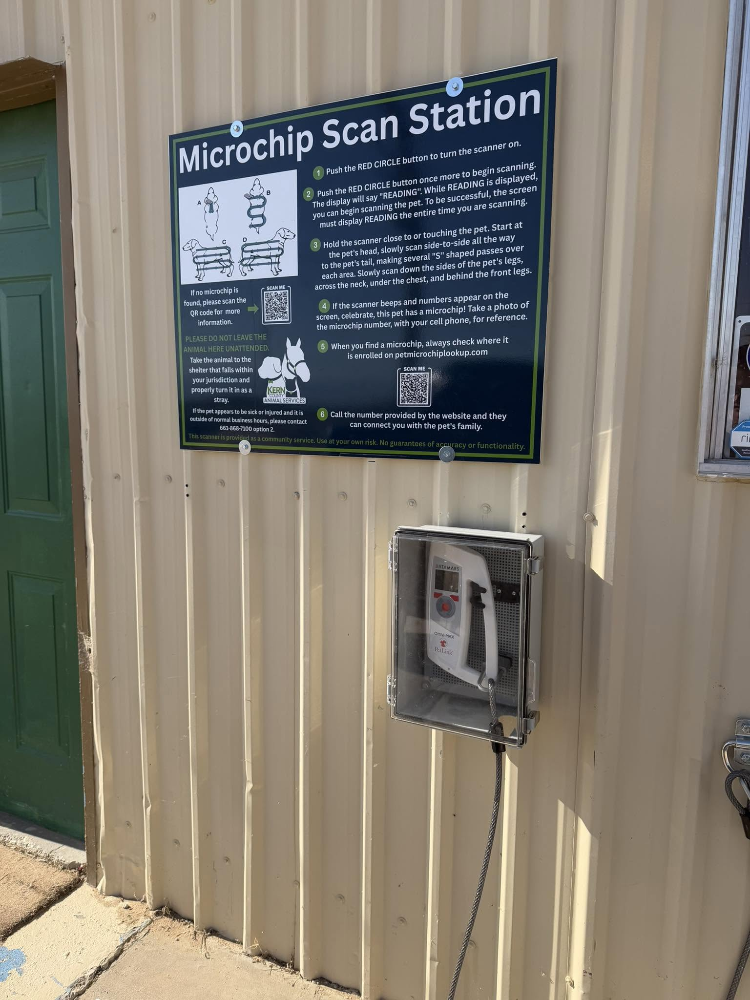 Microchip Scan Station
A
B
C
D
1 Push the RED CIRCLE button to turn the scanner on.
2 Push the RED CIRCLE button once more to begin scanning.
The display will say "READING". While READING is displayed,
you can begin scanning the pet. To be successful, the screen
must display READING the entire time you are scanning.
3 Hold the scanner close to or touching the pet. Start at
the pet's head, slowly scan side-to-side all the way
to the pet's tail, making several "S" shaped passes over
each area. Slowly scan down the sides of the pet's legs,
across the neck, under the chest, and behind the front legs.
4 If the scanner beeps and numbers appear on the
screen, celebrate, this pet has a microchip! Take a photo of
the microchip number, with your cell phone, for reference.
5 When you find a microchip, always check where it
is enrolled on petmicrochiplookup.com
SCAN ME
6 Call the number provided by the website and they
can connect you with the pet's family.
If no microchip is
found, please scan the
QR code for more
information.
SCAN ME
PLEASE DO NOT LEAVE THE
ANIMAL HERE UNATTENDED.
Take the animal to the
shelter that falls within
your jurisdiction and
properly turn it in as a
stray.
KERN
COUNTY
ANIMAL SERVICES
If the pet appears to be sick or injured and it is
outside of normal business hours, please contact
661-868-7100 option 2.
This scanner is provided as a community service. Use at your own risk. No guarantees of accuracy or functionality.
DATAMARS
OMNI MAX
PetLink